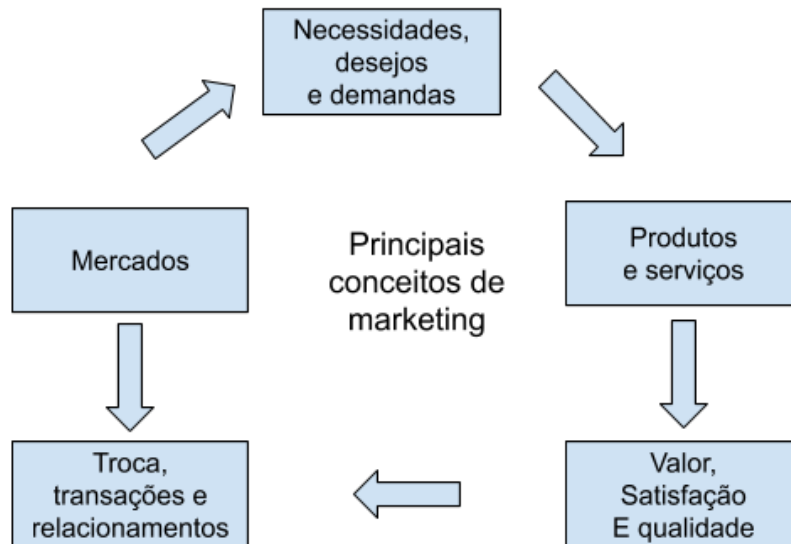 Necessidades,
desejos
e demandas
Mercados
Principais
conceitos de
marketing
Produtos
e serviços
Troca,
transações e
relacionamentos
Valor,
Satisfação
E qualidade